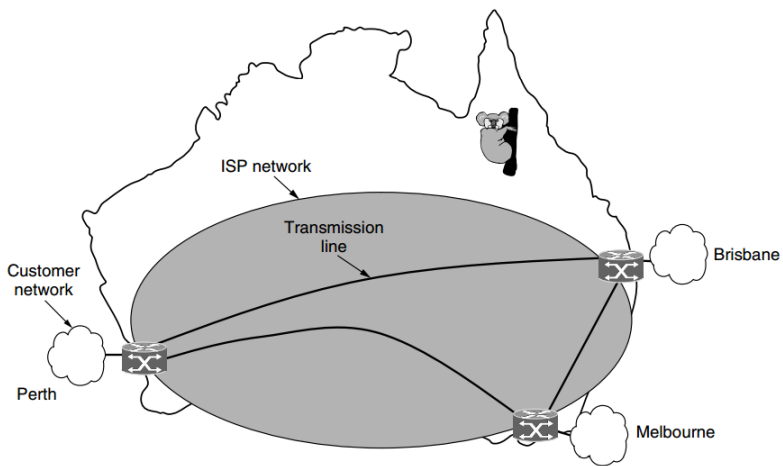 ISP network
Transmission
line
Brisbane
Customer
network
Perth
Melbourne